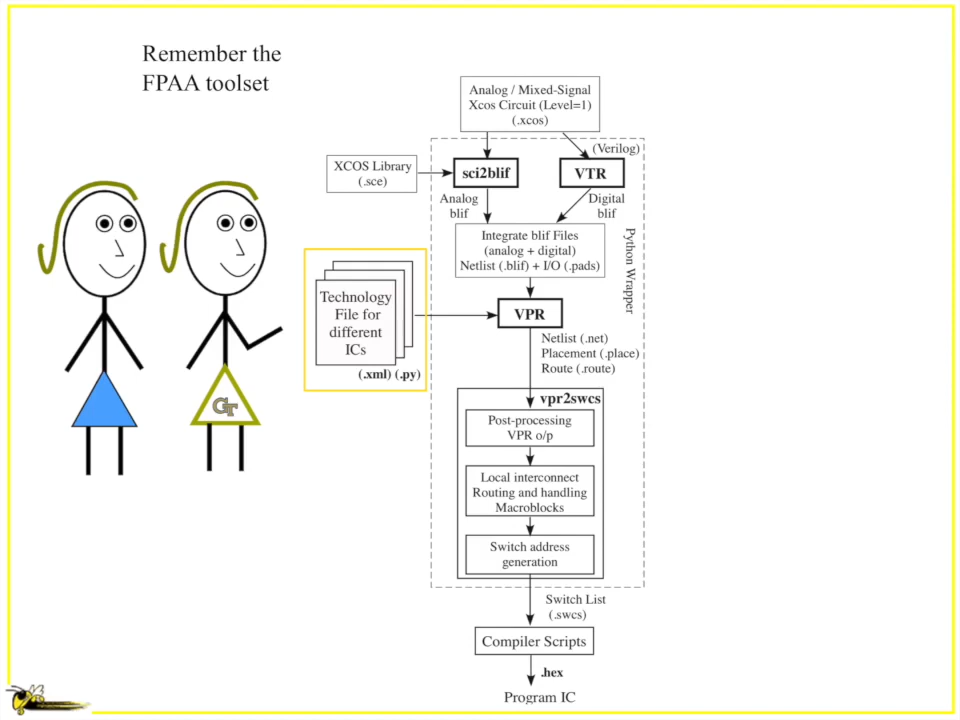 Remember the
FPAA toolset
Analog / Mixed-Signal
Xcos Circuit (Level=1)
(.xcos)
(Verilog)
XCOS Library
(.sce)
sci2blif
VTR
Analog
blif
Digital
blif
Integrate blif Files
(analog + digital)
Netlist (.blif) + I/O (.pads)
Python Wrapper
Technology
File for
different
ICs
(.xml) (.py)
VPR
Netlist (.net)
Placement (.place)
Route (.route)
vpr2swcs
Post-processing
VPR o/p
Local interconnect
Routing and handling
Macroblocks
Switch address
generation
Switch List
(.swcs)
Compiler Scripts
.hex
Program IC
GT